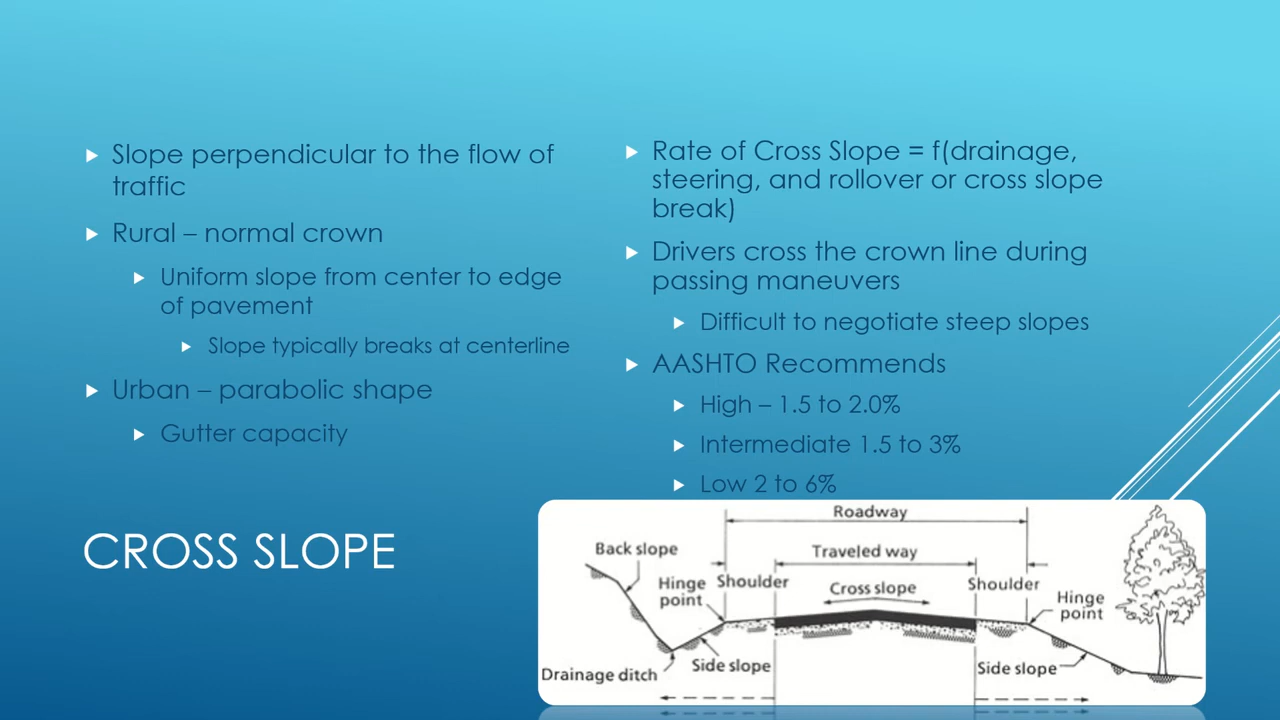 Slope perpendicular to the flow of
traffic
Rural – normal crown
Uniform slope from center to edge
of pavement
Slope typically breaks at centerline
Urban – parabolic shape
Gutter capacity
Rate of Cross Slope = f(drainage,
steering, and rollover or cross slope
break)
Drivers cross the crown line during
passing maneuvers
Difficult to negotiate steep slopes
AASHTO Recommends
High – 1.5 to 2.0%
Intermediate 1.5 to 3%
Low 2 to 6%
CROSS SLOPE
Roadway
Back slope
Traveled way
Hinge
point
Shoulder
Cross slope
Shoulder
Hinge
point
Drainage ditch
Side slope
Side slope